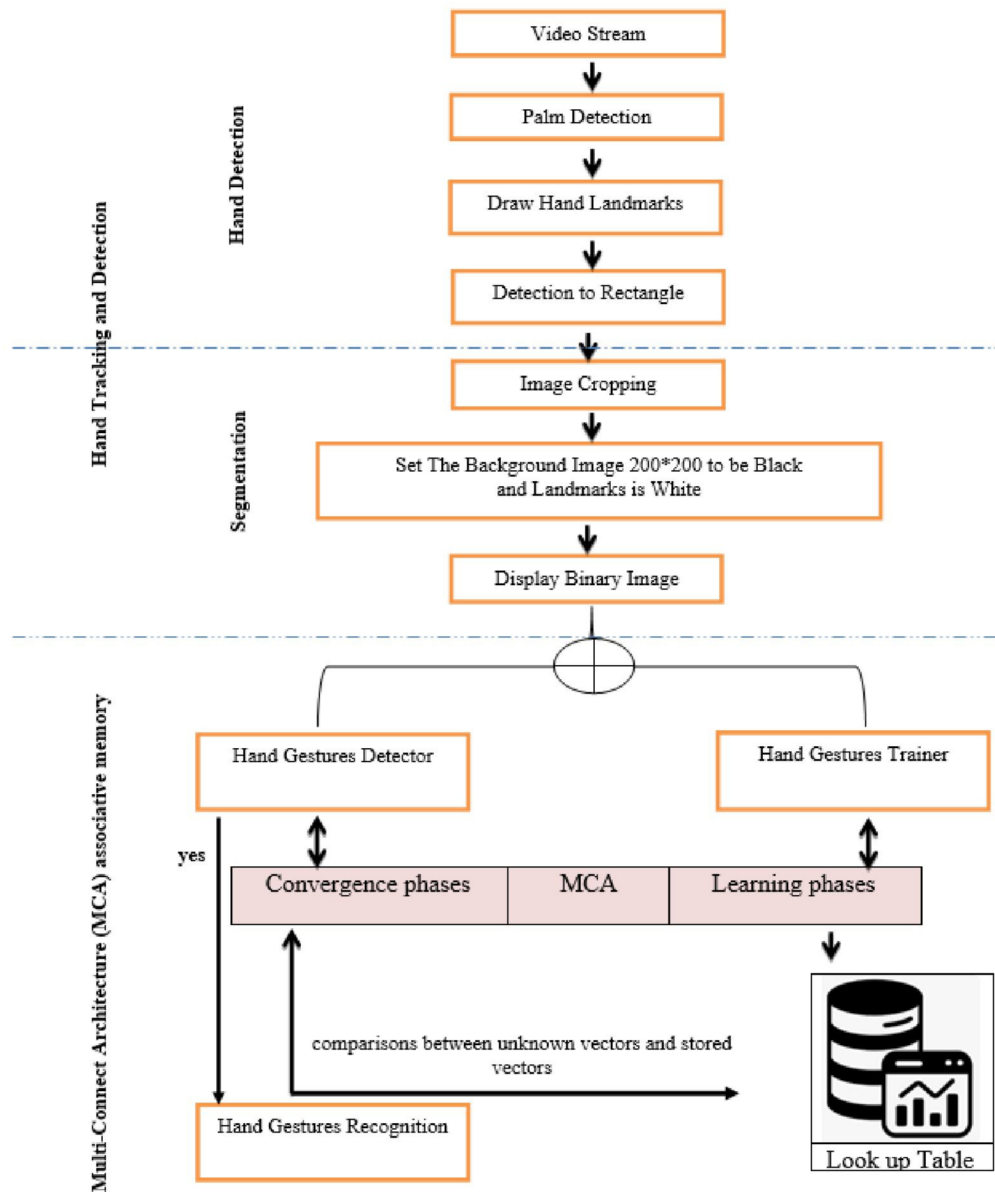 Video Stream
Palm Detection
Draw Hand Landmarks
Detection to Rectangle
Hand Detection
Hand Tracking and Detection
Image Cropping
Set The Background Image 200*200 to be Black
and Landmarks is White
Display Binary Image
Segmentation
Hand Gestures Detector
Hand Gestures Trainer
yes
Convergence phases
MCA
Learning phases
comparisons between unknown vectors and stored
vectors
Hand Gestures Recognition
Look up Table
Multi-Connect Architecture (MCA) associative memory